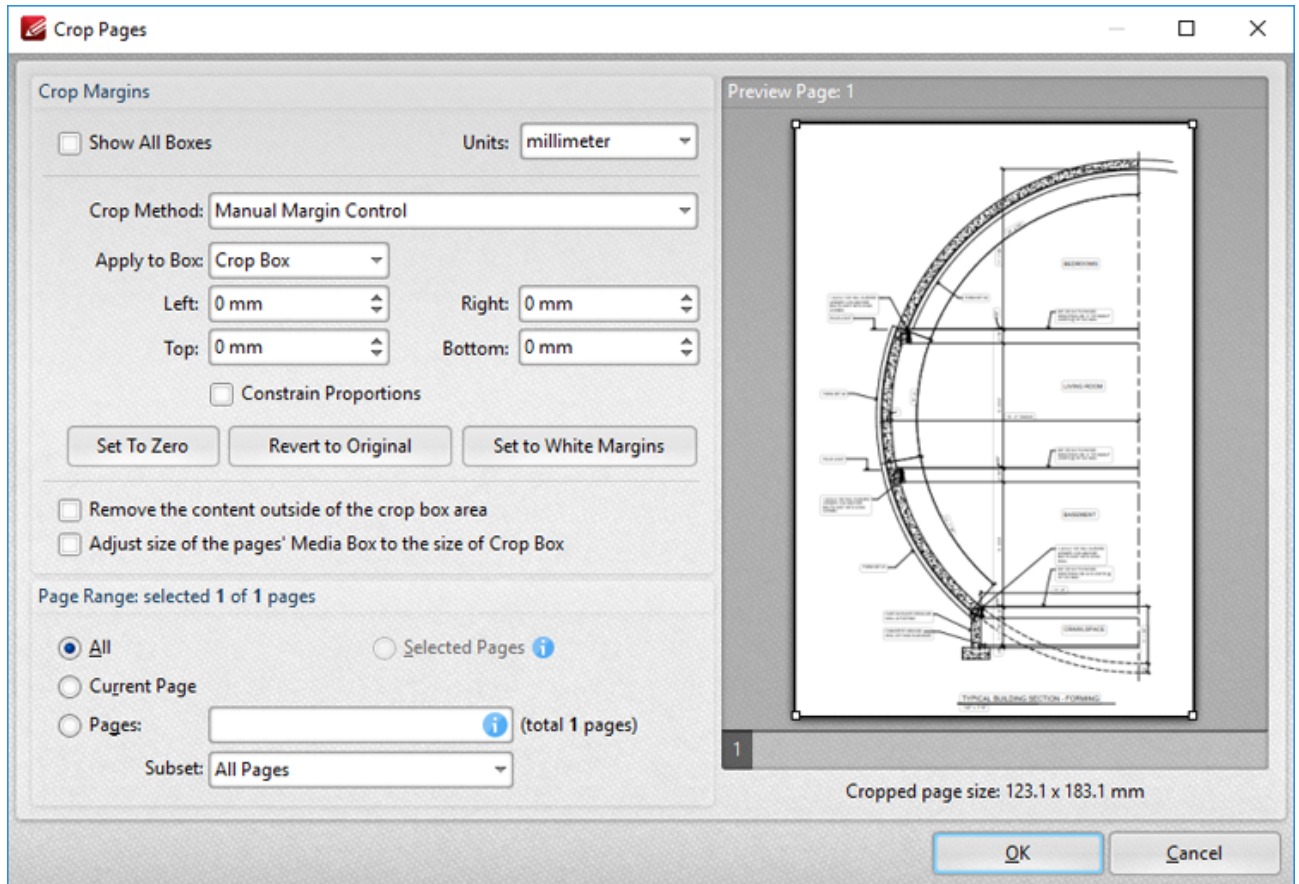 Crop Pages
Crop Margins
Show All Boxes
Units: millimeter
Crop Method: Manual Margin Control
Apply to Box: Crop Box
Left: 0 mm
Right: 0 mm
Top: 0 mm
Bottom: 0 mm
Constrain Proportions
Set To Zero
Revert to Original
Set to White Margins
Remove the content outside of the crop box area
Adjust size of the pages' Media Box to the size of Crop Box
Page Range: selected 1 of 1 pages
All
Selected Pages
Current Page
Pages:
(total 1 pages)
Subset: All Pages
Preview Page: 1
BEDROOMS
LIVING ROOM
BASEMENT
CRAWLSPACE
TYPICAL BUILDING SECTION - FORMING
1
Cropped page size: 123.1 x 183.1 mm
OK
Cancel